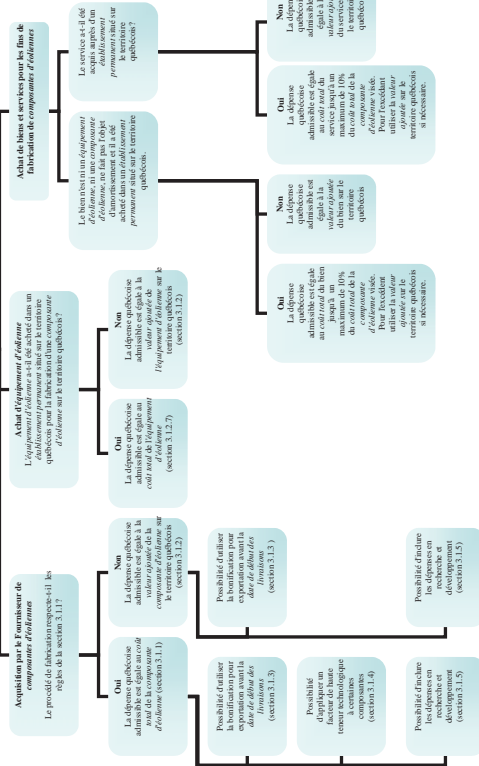 Acquisition par le Fournisseur de
composantes d'éoliennes
Le procédé de fabrication respecte-t-il les
règles de la section 3.1.1?
Oui
La dépense québécoise
admissible est égale au coût
total de la composante
d'éolienne (section 3.1.1)
Non
La dépense québécoise
admissible est égale à la
valeur ajoutée de la
composante d'éolienne sur
le territoire québécois
(section 3.1.2)
Possibilité d'utiliser
la bonification pour
exportation avant la
date de début des
livraisons
(section 3.1.3)
Possibilité
d'appliquer un
facteur de haute
teneur technologique
à certaines
composantes
(section 3.1.4)
Possibilité d'inclure
les dépenses en
recherche et
développement
(section 3.1.5)
Possibilité d'utiliser
la bonification pour
exportation avant la
date de début des
livraisons
(section 3.1.3 )
Possibilité d'inclure
les dépenses en
recherche et
développement
(section 3.1.5)
Achat d'équipement d'éolienne
L'équipement d'éolienne a-t-il été acheté dans un
établissement permanent situé sur le territoire
québécois pour la fabrication d'une composante
d'éolienne sur le territoire québécois ?
Oui
La dépense québécoise
admissible est égale au
coût total de l'équipement
d'éolienne
(section 3.1.2.7)
Non
La dépense québécoise
admissible est égale à la
valeur ajoutée de
l'équipement d'éolienne sur le
territoire québécois
(section 3.1.2)
Achat de biens et services pour les fins de
fabrication de composantes d'éoliennes
Le bien n'est ni un équipement
d'éolienne, ni une composante
d'éolienne, ne fait pas l'objet
d'amortissement et il a été
acheté dans un établissement
permanent situé sur le territoire
québécois.
Le service a-t-il été
acquis auprès d'un
établissement
permanent situé sur
le territoire
québécois ?
Oui
La dépense
québécoise
admissible est égale
au coût total du bien
jusqu'à un
maximum de 10%
du coût total de la
composante
d'éolienne visée.
Pour l'excédent
utiliser la valeur
ajoutée sur le
territoire québécois
si nécessaire.
Non
La dépense
québécoise
admissible est
égale à la
valeur ajoutée
du bien sur le
territoire
québécois
Oui
La dépense
québécoise
admissible est égale
au coût total du
service jusqu'à un
maximum de 10%
du coût total de la
composante
d'éolienne visée.
Pour l'excédant
utiliser la valeur
ajoutée sur le
territoire québécois
si nécessaire.
Non
La dépense
québécoise
admissible est
égale à la
valeur ajoutée
du service sur
le territoire
québécois